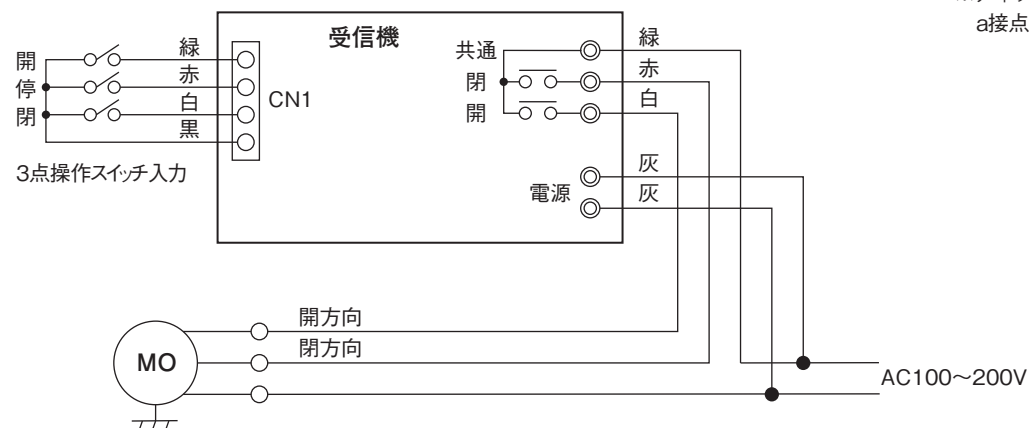 a接点
受信機
開
停
閉
緑
赤
白
黒
CN1
3点操作スイッチ入力
共通
閉
開
緑
赤
白
電源
灰
灰
開方向
閉方向
MO
AC100～200V